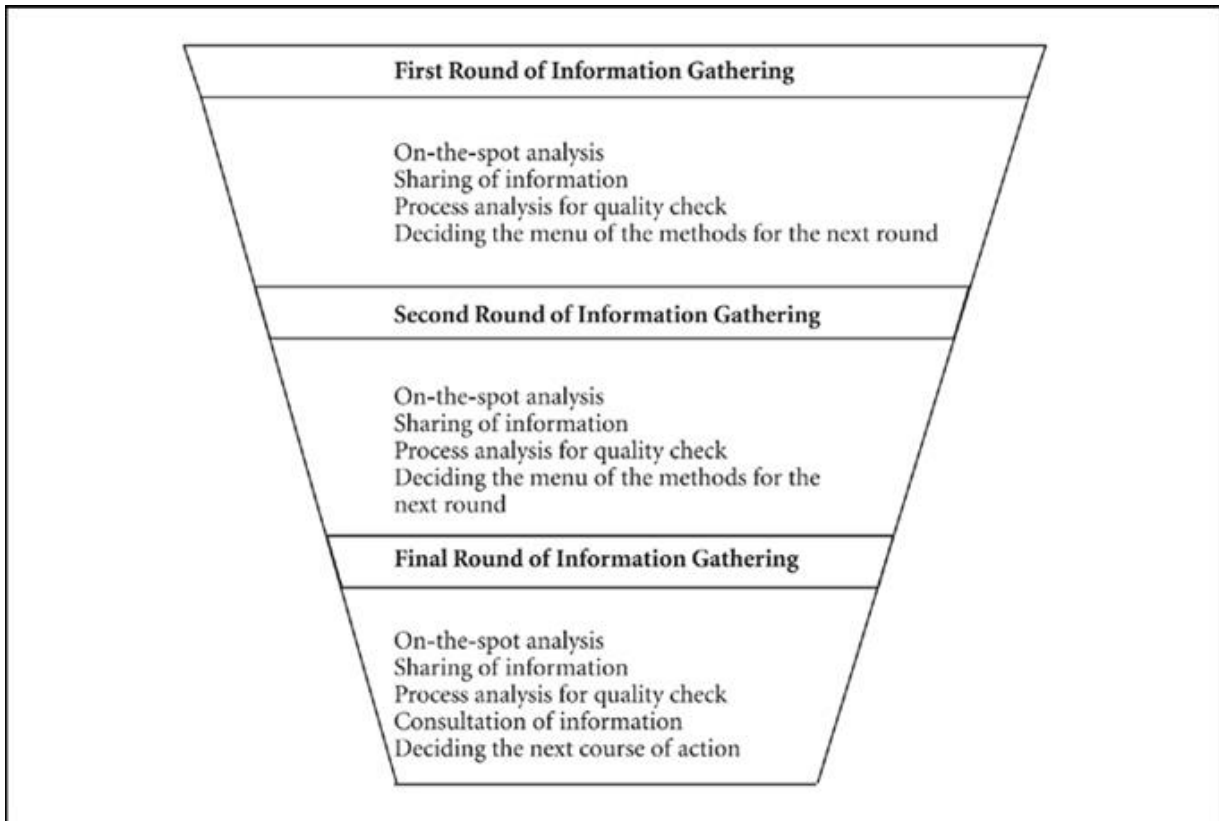 First Round of Information Gathering
On-the-spot analysis
Sharing of information
Process analysis for quality check
Deciding the menu of the methods for the next round
Second Round of Information Gathering
On-the-spot analysis
Sharing of information
Process analysis for quality check
Deciding the menu of the methods for the
next round
Final Round of Information Gathering
On-the-spot analysis
Sharing of information
Process analysis for quality check
Consultation of information
Deciding the next course of action